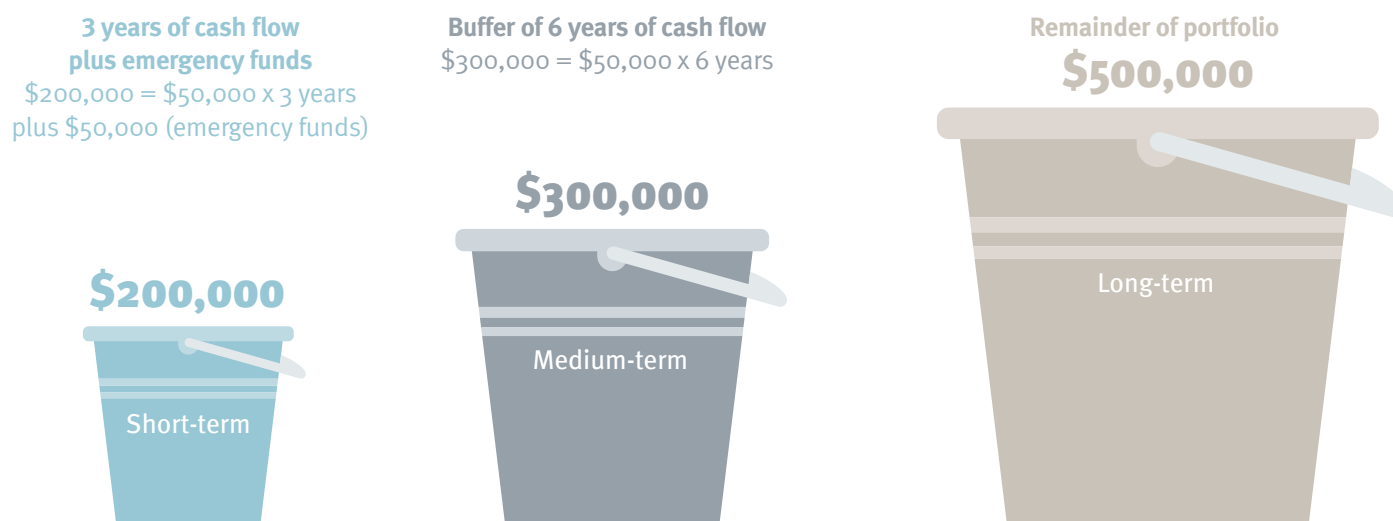 3 years of cash flow
plus emergency funds
$200,000 = $50,000 x 3 years
plus $50,000 (emergency funds)
$200,000
Short-term
Buffer of 6 years of cash flow
$300,000 = $50,000 x 6 years
$300,000
Medium-term
Remainder of portfolio
$500,000
Long-term